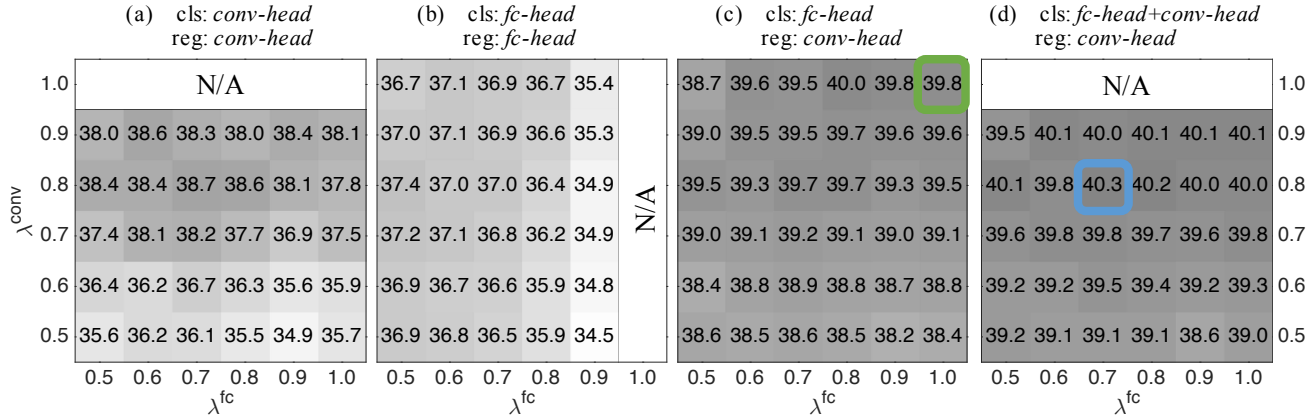 (a) cls: conv-head
reg: conv-head
(b) cls: fc-head
reg: fc-head
(c) cls: fc-head
reg: conv-head
(d) cls: fc-head+conv-head
reg: conv-head
1.0 N/A 36.7 37.1 36.9 36.7 35.4 38.7 39.6 39.5 40.0 39.8 39.8 N/A 1.0
0.9 38.0 38.6 38.3 38.0 38.4 38.1 37.0 37.1 36.9 36.6 35.3 39.0 39.5 39.5 39.7 39.6 39.6 39.5 40.1 40.0 40.1 40.1 40.1 0.9
0.8 38.4 38.4 38.7 38.6 38.1 37.8 37.4 37.0 37.0 36.4 34.9 39.5 39.3 39.7 39.7 39.3 39.5 40.1 39.8 40.3 40.2 40.0 40.0 0.8
λconv
N/A
0.7 37.4 38.1 38.2 37.7 36.9 37.5 37.2 37.1 36.8 36.2 34.9 39.0 39.1 39.2 39.1 39.0 39.1 39.6 39.8 39.8 39.7 39.6 39.8 0.7
0.6 36.4 36.2 36.7 36.3 35.6 35.9 36.9 36.7 36.6 35.9 34.8 38.4 38.8 38.9 38.8 38.7 38.8 39.2 39.2 39.5 39.4 39.2 39.3 0.6
0.5 35.6 36.2 36.1 35.5 34.9 35.7 36.9 36.8 36.5 35.9 34.5 38.6 38.5 38.6 38.5 38.2 38.4 39.2 39.1 39.1 39.1 38.6 39.0 0.5
0.5 0.6 0.7 0.8 0.9 1.0 0.5 0.6 0.7 0.8 0.9 1.0 0.5 0.6 0.7 0.8 0.9 1.0 0.5 0.6 0.7 0.8 0.9 1.0
λfc λfc λfc λfc